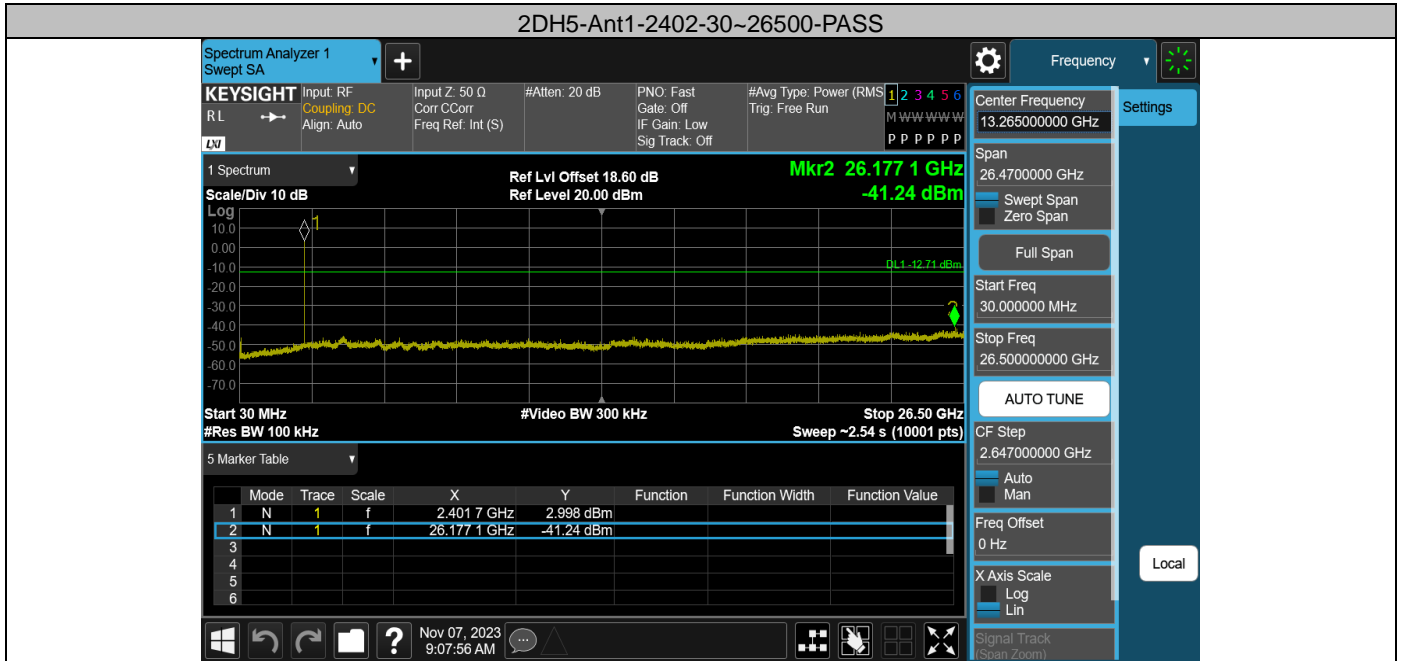 2DH5-Ant1-2402-30~26500-PASS
Spectrum Analyzer 1
Swept SA
Frequency
KEYSIGHT
RL
LXI
Input: RF
Coupling: DC
Align: Auto
Input Z: 50 Ω
Corr CCorr
Freq Ref: Int (S)
#Atten: 20 dB
PNO: Fast
Gate: Off
IF Gain: Low
Sig Track: Off
#Avg Type: Power (RMS
Trig: Free Run
1 2 3 4 5 6
M W W W W W
P P P P P P
1 Spectrum
Ref Lvl Offset 18.60 dB
Mkr2 26.177 1 GHz
Scale/Div 10 dB
Ref Level 20.00 dBm
-41.24 dBm
Log
1
10.0
0.00
-10.0
DL1 -12.71 dBm
-20.0
-30.0
2
-40.0
-50.0
-60.0
-70.0
Start 30 MHz
#Video BW 300 kHz
Stop 26.50 GHz
#Res BW 100 kHz
Sweep ~2.54 s (10001 pts)
5 Marker Table
Mode Trace Scale X Y Function Function Width Function Value
1 N 1 f 2.401 7 GHz 2.998 dBm
2 N 1 f 26.177 1 GHz -41.24 dBm
3
4
5
6
Center Frequency
13.265000000 GHz
Settings
Span
26.4700000 GHz
Swept Span
Zero Span
Full Span
Start Freq
30.000000 MHz
Stop Freq
26.500000000 GHz
AUTO TUNE
CF Step
2.647000000 GHz
Auto
Man
Freq Offset
0 Hz
Local
X Axis Scale
Log
Lin
Signal Track
(Span Zoom)
?
Nov 07, 2023
9:07:56 AM